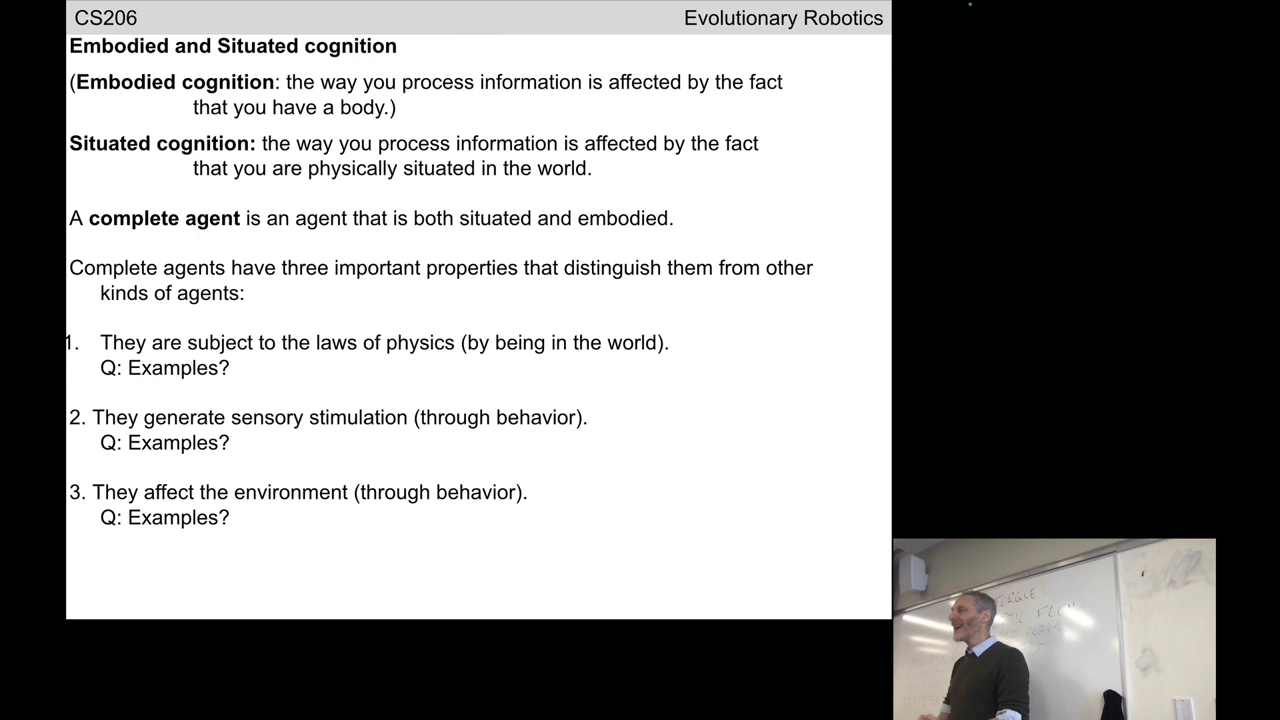 CS206
Evolutionary Robotics
Embodied and Situated cognition
(Embodied cognition: the way you process information is affected by the fact
that you have a body.)
Situated cognition: the way you process information is affected by the fact
that you are physically situated in the world.
A complete agent is an agent that is both situated and embodied.
Complete agents have three important properties that distinguish them from other
kinds of agents:
1. They are subject to the laws of physics (by being in the world).
Q: Examples?
2. They generate sensory stimulation (through behavior).
Q: Examples?
3. They affect the environment (through behavior).
Q: Examples?